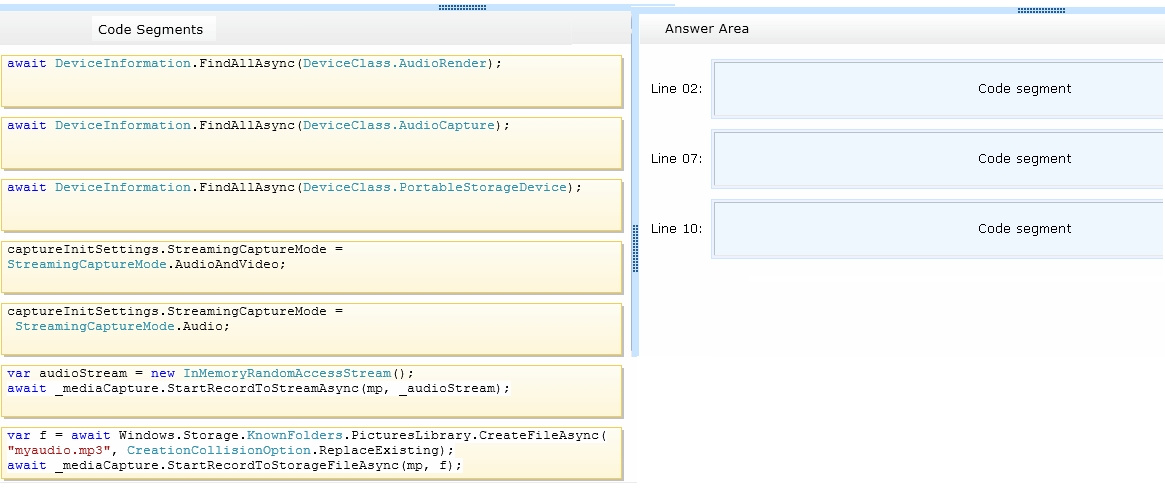 Code Segments
await DeviceInformation.FindAllAsync(DeviceClass.AudioRender);
await DeviceInformation.FindAllAsync(DeviceClass.AudioCapture);
await DeviceInformation.FindAllAsync(DeviceClass.PortableStorageDevice);
captureInitSettings.StreamingCaptureMode =
StreamingCaptureMode.AudioAndVideo;
captureInitSettings.StreamingCaptureMode =
StreamingCaptureMode.Audio;
var audioStream = new InMemoryRandomAccessStream();
await _mediaCapture.StartRecordToStreamAsync(mp, _audioStream);
var f = await Windows.Storage.KnownFolders.PicturesLibrary.CreateFileAsync(
"myaudio.mp3", CreationCollisionOption.ReplaceExisting);
await _mediaCapture.StartRecordToStorageFileAsync(mp, f);
Answer Area
Line 02: Code segment
Line 07: Code segment
Line 10: Code segment